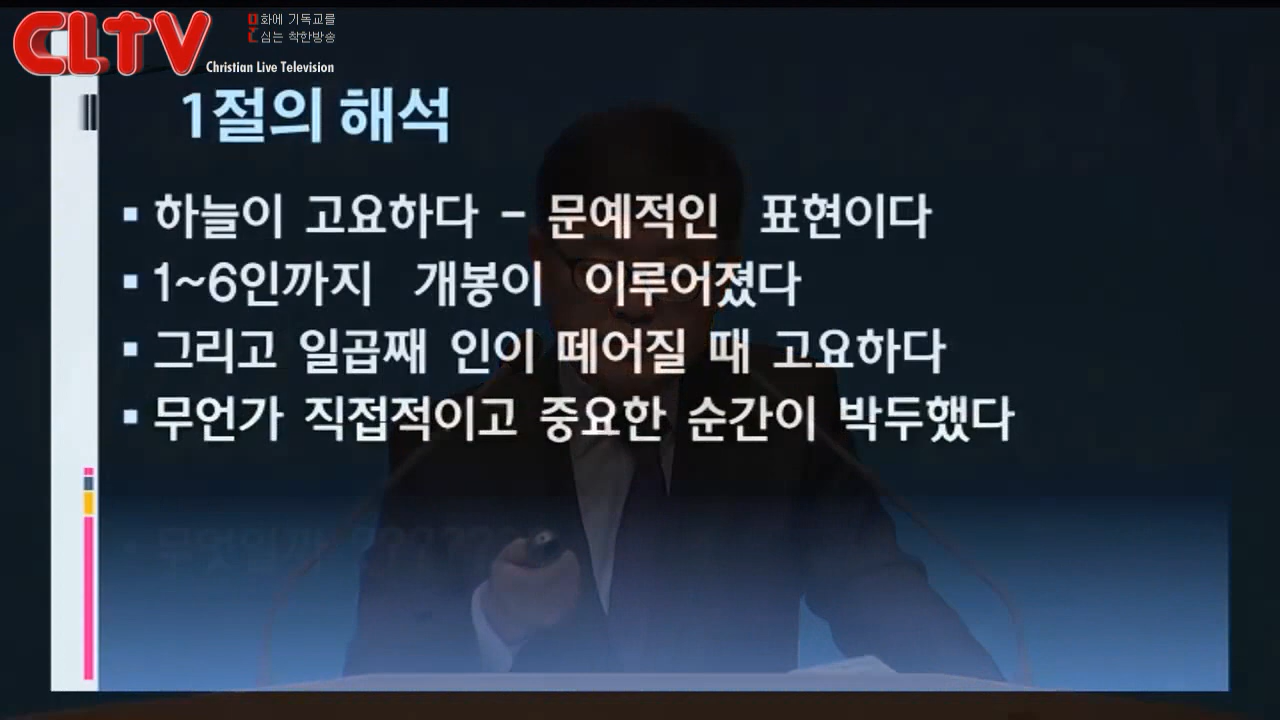 CLTV
문화에 기독교를
심는 착한방송
Christian Live Television
1절의 해석
▪ 하늘이 고요하다 - 문예적인 표현이다
▪ 1~6인까지 개봉이 이루어졌다
▪ 그리고 일곱째 인이 떼어질 때 고요하다
▪ 무언가 직접적이고 중요한 순간이 박두했다